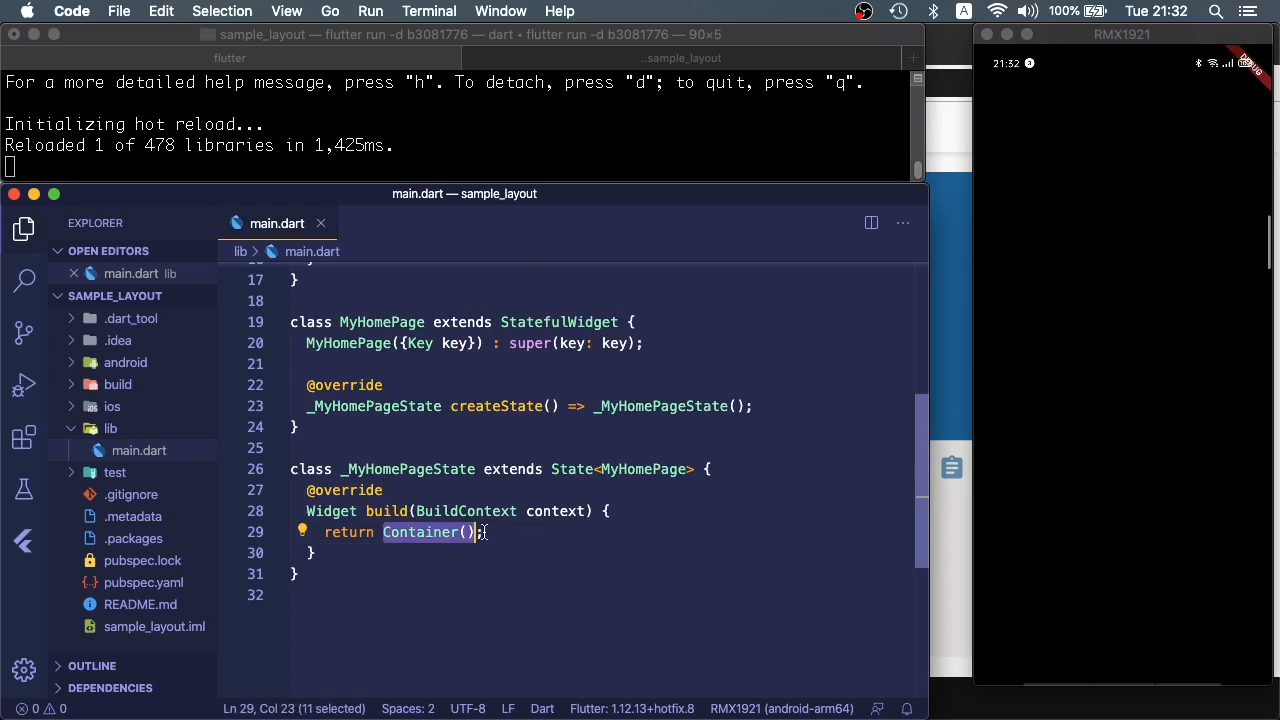 Code File Edit Selection View Go Run Terminal Window Help A 100% Tue 21:32
sample_layout — flutter run -d b3081776 — dart • flutter run -d b3081776 — 90×5
flutter ..sample_layout
For a more detailed help message, press "h". To detach, press "d"; to quit, press "q".
Initializing hot reload...
Reloaded 1 of 478 libraries in 1,425ms.
main.dart — sample_layout
EXPLORER
OPEN EDITORS
main.dart lib
SAMPLE_LAYOUT
.dart_tool
.idea
android
build
ios
lib
main.dart
test
.gitignore
.metadata
.packages
pubspec.lock
pubspec.yaml
README.md
sample_layout.iml
OUTLINE
DEPENDENCIES
main.dart
lib > main.dart
17 }
18
19 class MyHomePage extends StatefulWidget {
20 MyHomePage({Key key}) : super(key: key);
21
22 @override
23 _MyHomePageState createState() => _MyHomePageState();
24 }
25
26 class _MyHomePageState extends State<MyHomePage> {
27 @override
28 Widget build(BuildContext context) {
29 return Container();
30 }
31 }
32
0 0 Ln 29, Col 23 (11 selected) Spaces: 2 UTF-8 LF Dart Flutter: 1.12.13+hotfix.8 RMX1921 (android-arm64)
RMX1921
21:32 3
DEBUG